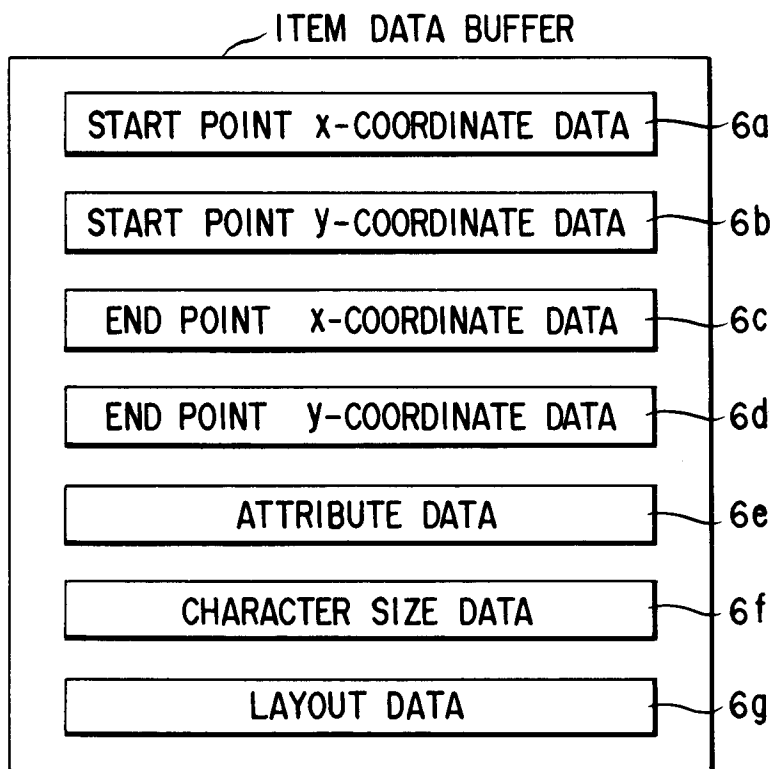 ITEM DATA BUFFER
START POINT x-COORDINATE DATA 6a
START POINT y-COORDINATE DATA 6b
END POINT x-COORDINATE DATA 6c
END POINT y-COORDINATE DATA 6d
ATTRIBUTE DATA 6e
CHARACTER SIZE DATA 6f
LAYOUT DATA 6g